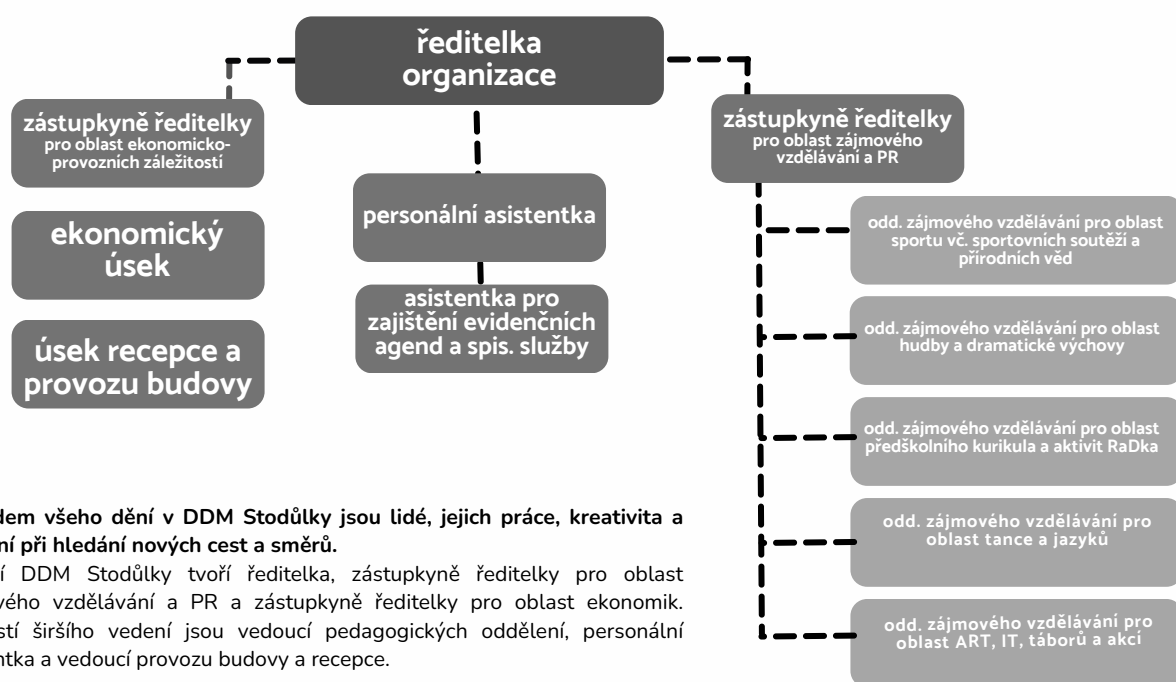 ředitelka
organizace
zástupkyně ředitelky
pro oblast ekonomicko-
provozních záležitostí
ekonomický
úsek
úsek recepce a
provozu budovy
personální asistentka
asistentka pro
zajištění evidenčních
agend a spis. služby
zástupkyně ředitelky
pro oblast zájmového
vzdělávání a PR
odd. zájmového vzdělávání pro oblast
sportu vč. sportovních soutěží a
přírodních věd
odd. zájmového vzdělávání pro oblast
hudby a dramatické výchovy
odd. zájmového vzdělávání pro oblast
předškolního kurikula a aktivit RaDka
odd. zájmového vzdělávání pro
oblast tance a jazyků
odd. zájmového vzdělávání pro
oblast ART, IT, táborů a akcí
všeho dění v DDM Stodůlky jsou lidé, jejich práce, kreativita a
při hledání nových cest a směrů.
DDM Stodůlky tvoří ředitelka, zástupkyně ředitelky pro oblast
vzdělávání a PR a zástupkyně ředitelky pro oblast ekonomik.
širšího vedení jsou vedoucí pedagogických oddělení, personální
a vedoucí provozu budovy a recepce.